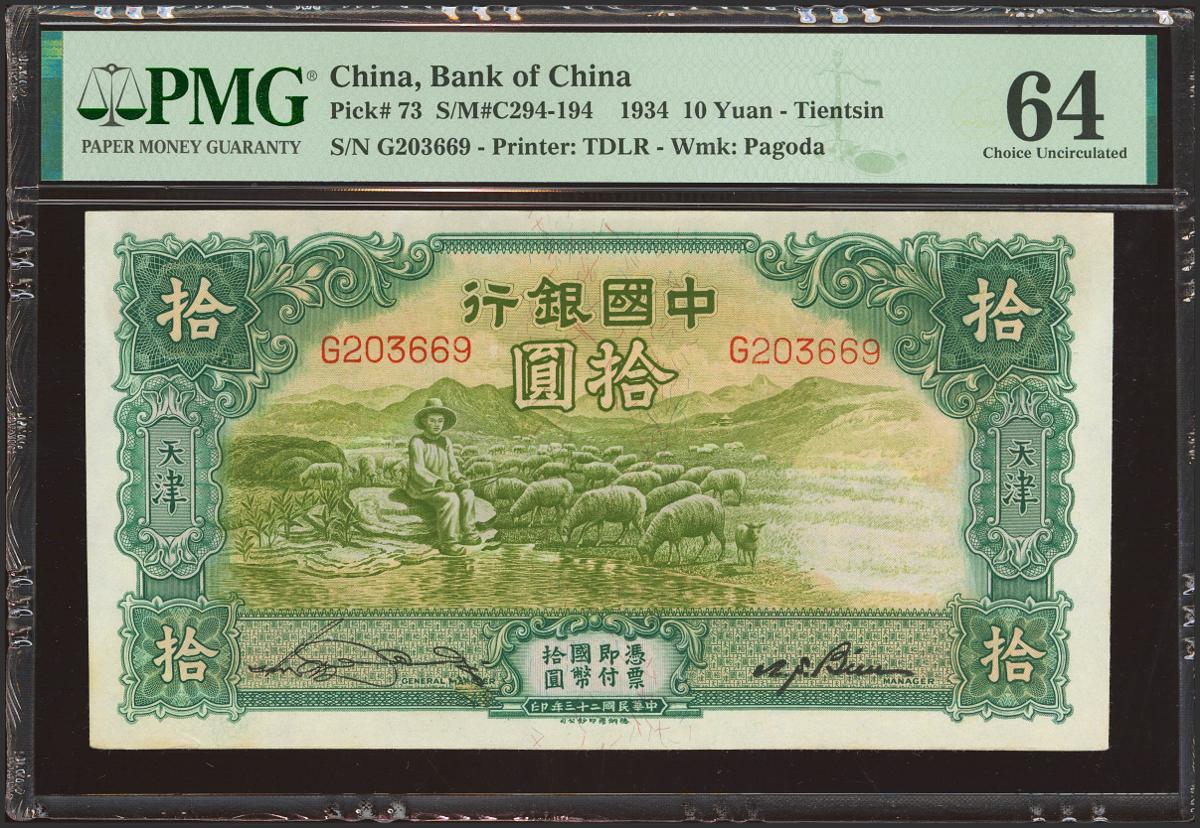 PMG®
PAPER MONEY GUARANTY
China, Bank of China
Pick# 73 S/M#C294-194 1934 10 Yuan - Tientsin
S/N G203669 - Printer: TDLR - Wmk: Pagoda
64
Choice Uncirculated
拾
拾
中國銀行
G203669
G203669
拾圓
天津
天津
拾
拾
憑票
即付
國幣
拾圓
GENERAL MANAGER
MANAGER
中華民國二十三年印